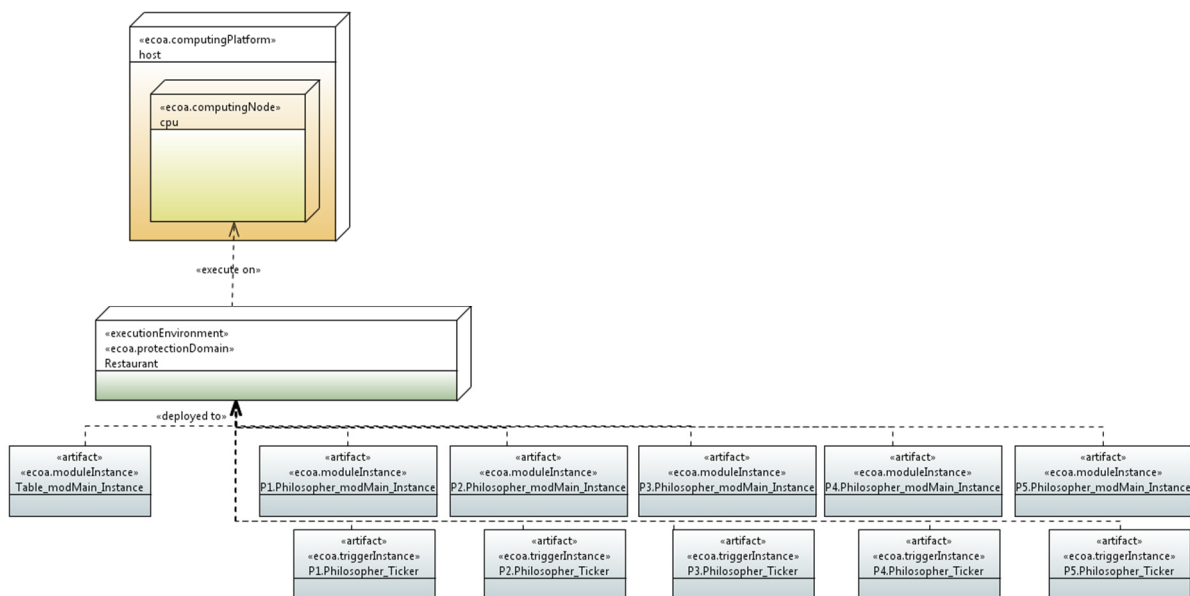 «ecoa.computingPlatform»
host
«ecoa.computingNode»
cpu
«execute on»
«executionEnvironment»
«ecoa.protectionDomain»
Restaurant
«deployed to»
«artifact»
«ecoa.moduleInstance»
Table_modMain_Instance
«artifact»
«ecoa.moduleInstance»
P1.Philosopher_modMain_Instance
«artifact»
«ecoa.moduleInstance»
P2.Philosopher_modMain_Instance
«artifact»
«ecoa.moduleInstance»
P3.Philosopher_modMain_Instance
«artifact»
«ecoa.moduleInstance»
P4.Philosopher_modMain_Instance
«artifact»
«ecoa.moduleInstance»
P5.Philosopher_modMain_Instance
«artifact»
«ecoa.triggerInstance»
P1.Philosopher_Ticker
«artifact»
«ecoa.triggerInstance»
P2.Philosopher_Ticker
«artifact»
«ecoa.triggerInstance»
P3.Philosopher_Ticker
«artifact»
«ecoa.triggerInstance»
P4.Philosopher_Ticker
«artifact»
«ecoa.triggerInstance»
P5.Philosopher_Ticker